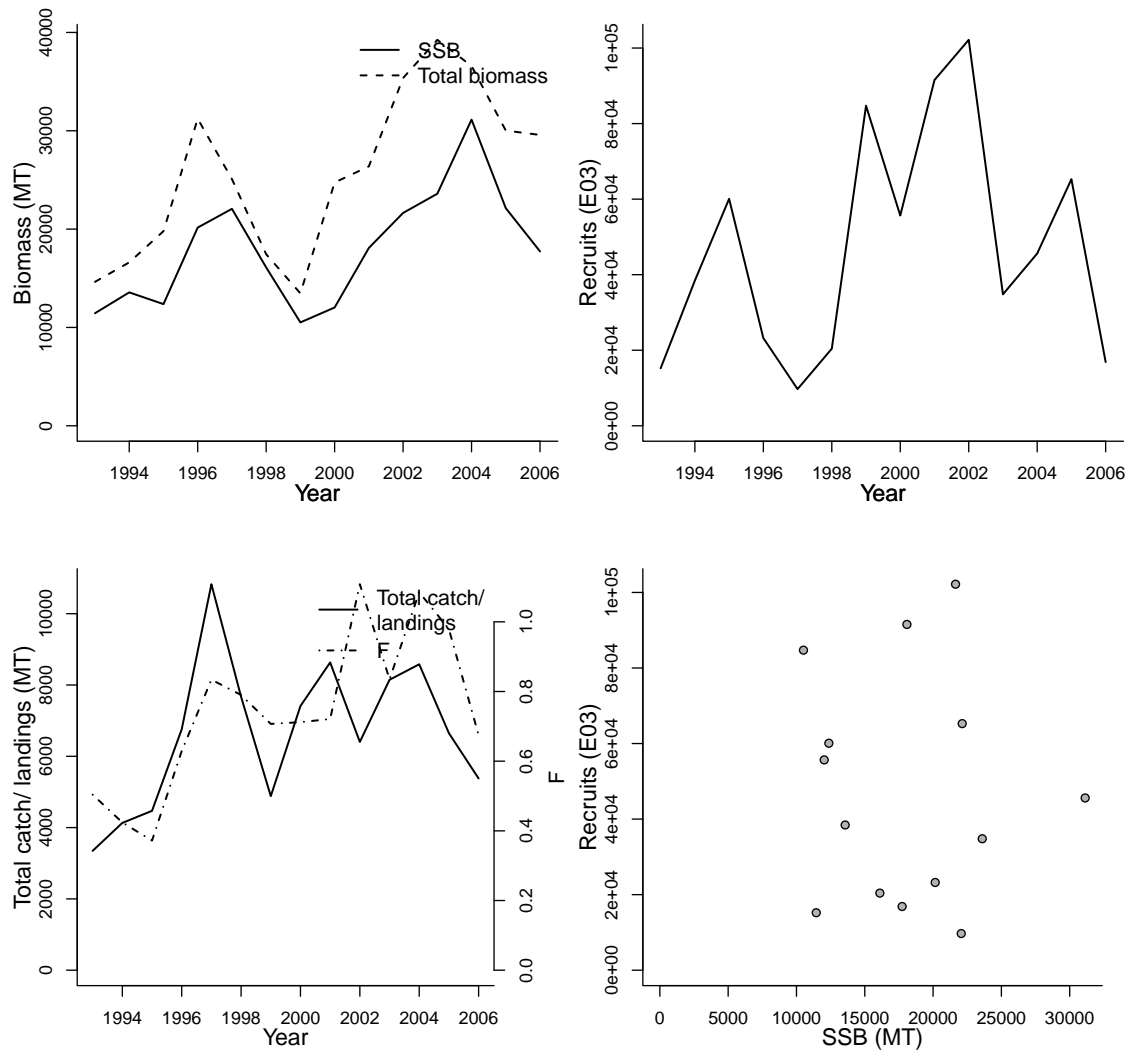 SSB
Total biomass
Biomass (MT)
0
10000
20000
30000
40000
1994
1996
1998
2000
2002
2004
2006
Year
Recruits (E03)
0e+00
2e+04
4e+04
6e+04
8e+04
1e+05
1994
1996
1998
2000
2002
2004
2006
Year
Total catch/
landings
F
Total catch/ landings (MT)
0
2000
4000
6000
8000
10000
1994
1996
1998
2000
2002
2004
2006
Year
0.0
0.2
0.4
0.6
0.8
1.0
F
Recruits (E03)
0e+00
2e+04
4e+04
6e+04
8e+04
1e+05
0
5000
10000
15000
20000
25000
30000
SSB (MT)